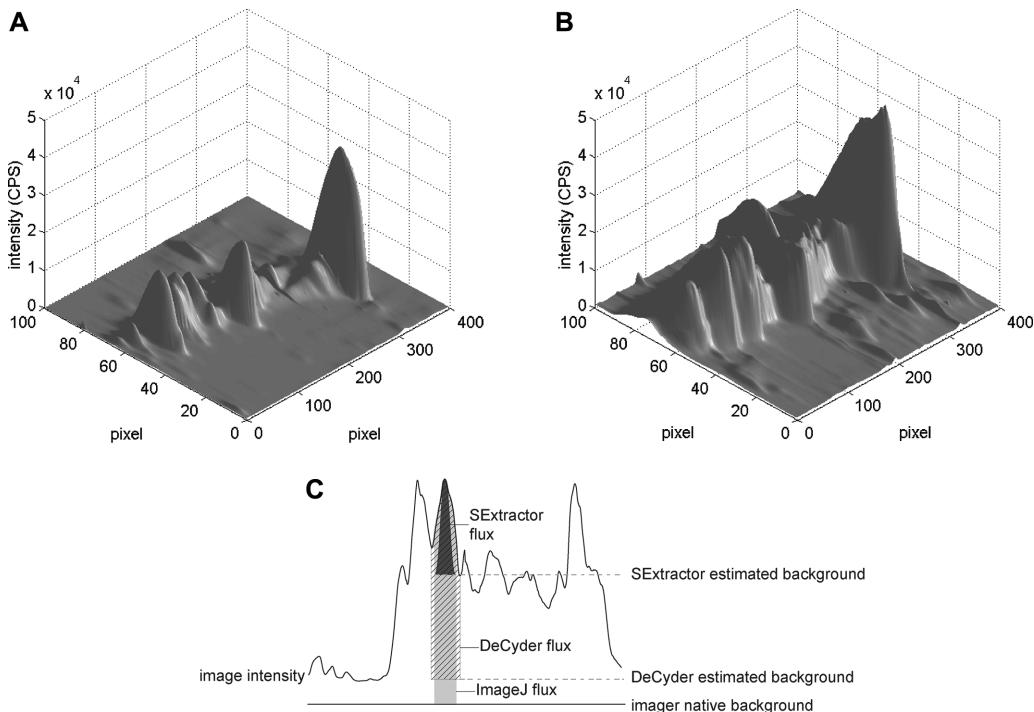 A
x 10^4
5
4
3
2
1
0
intensity (CPS)
100
80
60
40
20
0
pixel
0
100
200
300
400
pixel
B
x 10^4
5
4
3
2
1
0
intensity (CPS)
100
80
60
40
20
0
pixel
0
100
200
300
400
pixel
C
SExtractor
flux
SExtractor estimated background
DeCyder flux
image intensity
DeCyder estimated background
ImageJ flux
imager native background